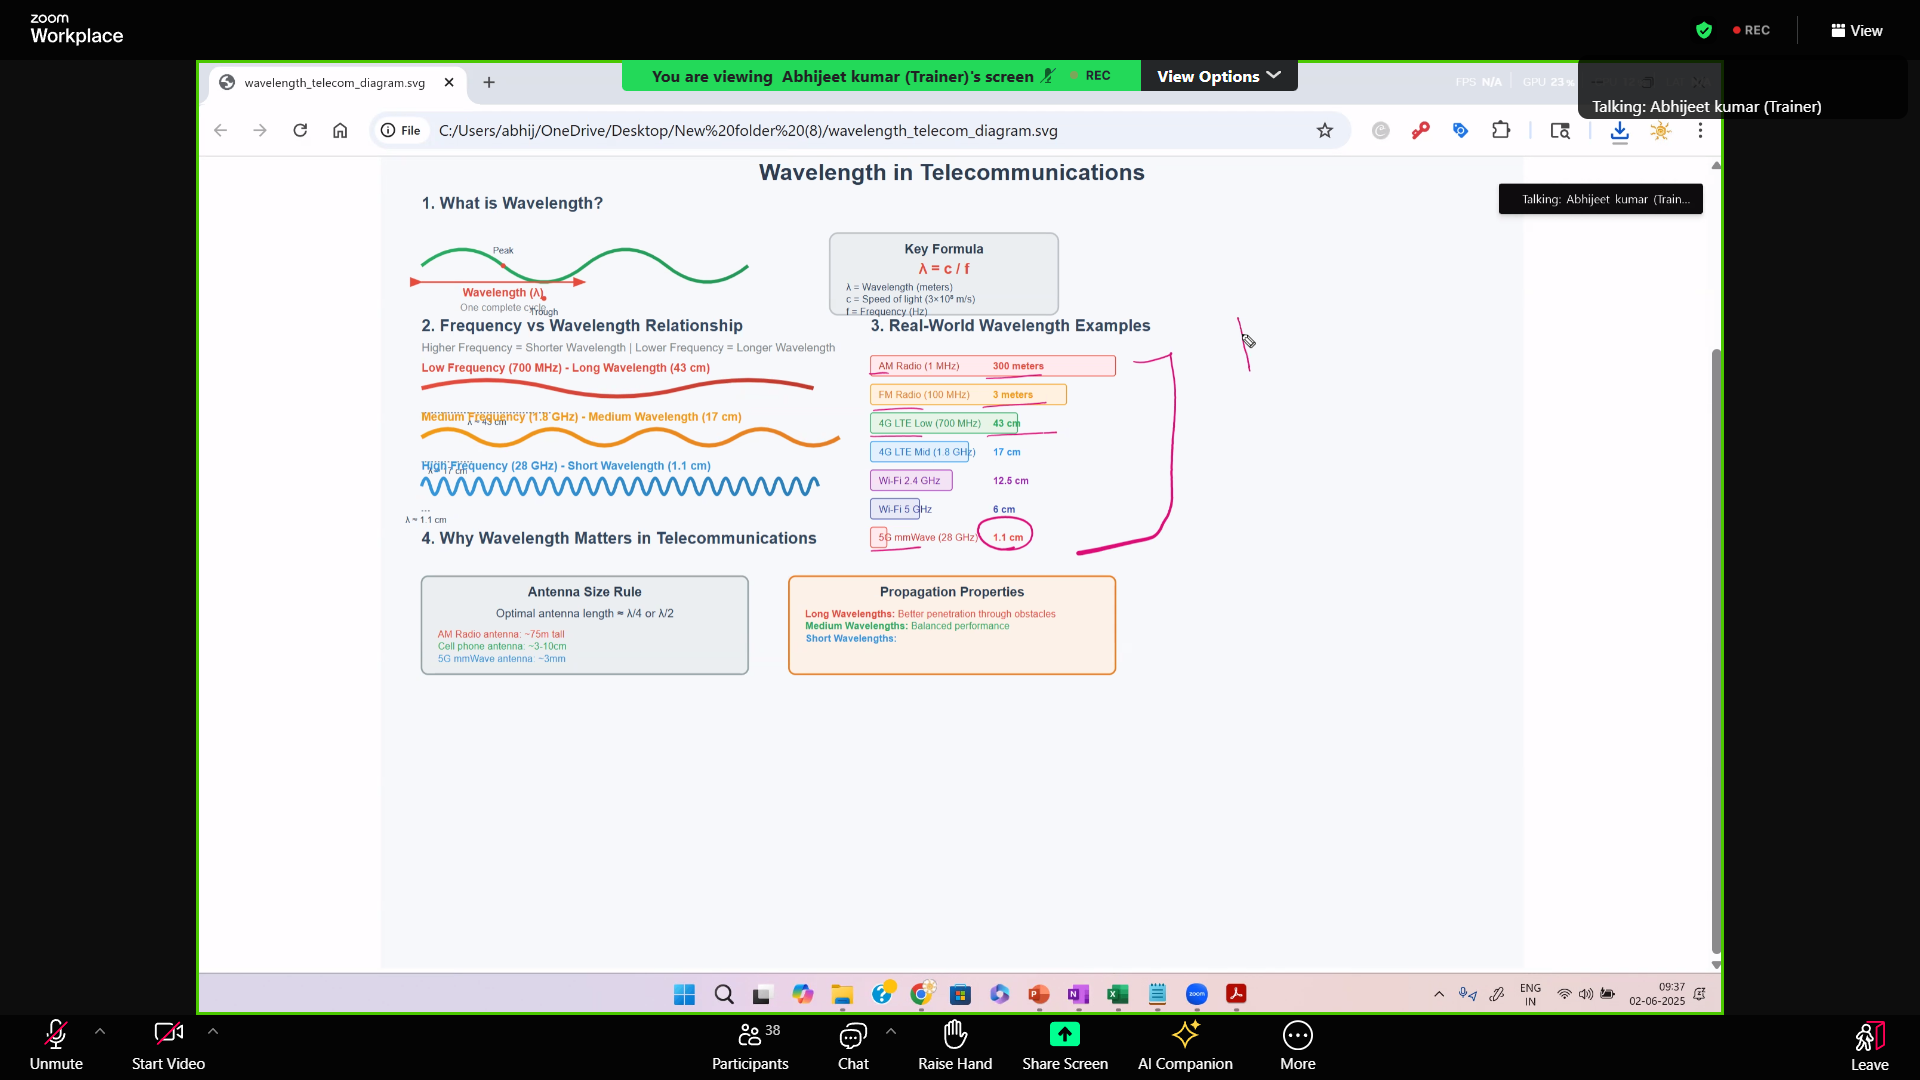 zoom
Workplace
REC
View
wavelength_telecom_diagram.svg
You are viewing Abhijeet kumar (Trainer)'s screen
REC
View Options
FPS N/A GPU 23%
Talking: Abhijeet kumar (Trainer)
File
C:/Users/abhij/OneDrive/Desktop/New%20folder%20(8)/wavelength_telecom_diagram.svg
Talking: Abhijeet kumar (Train...
Wavelength in Telecommunications
1. What is Wavelength?
Peak
Wavelength (λ)
One complete cycle
Trough
Key Formula
λ = c / f
λ = Wavelength (meters)
c = Speed of light (3×10⁸ m/s)
f = Frequency (Hz)
2. Frequency vs Wavelength Relationship
Higher Frequency = Shorter Wavelength | Lower Frequency = Longer Wavelength
Low Frequency (700 MHz) - Long Wavelength (43 cm)
Medium Frequency (1.8 GHz) - Medium Wavelength (17 cm)
λ ≈ 43 cm
High Frequency (28 GHz) - Short Wavelength (1.1 cm)
λ ≈ 17 cm
...
λ ≈ 1.1 cm
3. Real-World Wavelength Examples
AM Radio (1 MHz) 300 meters
FM Radio (100 MHz) 3 meters
4G LTE Low (700 MHz) 43 cm
4G LTE Mid (1.8 GHz) 17 cm
Wi-Fi 2.4 GHz 12.5 cm
Wi-Fi 5 GHz 6 cm
5G mmWave (28 GHz) 1.1 cm
4. Why Wavelength Matters in Telecommunications
Antenna Size Rule
Optimal antenna length ≈ λ/4 or λ/2
AM Radio antenna: ~75m tall
Cell phone antenna: ~3-10cm
5G mmWave antenna: ~3mm
Propagation Properties
Long Wavelengths: Better penetration through obstacles
Medium Wavelengths: Balanced performance
Short Wavelengths:
ENG
IN
09:37
02-06-2025
zoom
Unmute
Start Video
38
Participants
Chat
Raise Hand
Share Screen
AI Companion
More
Leave